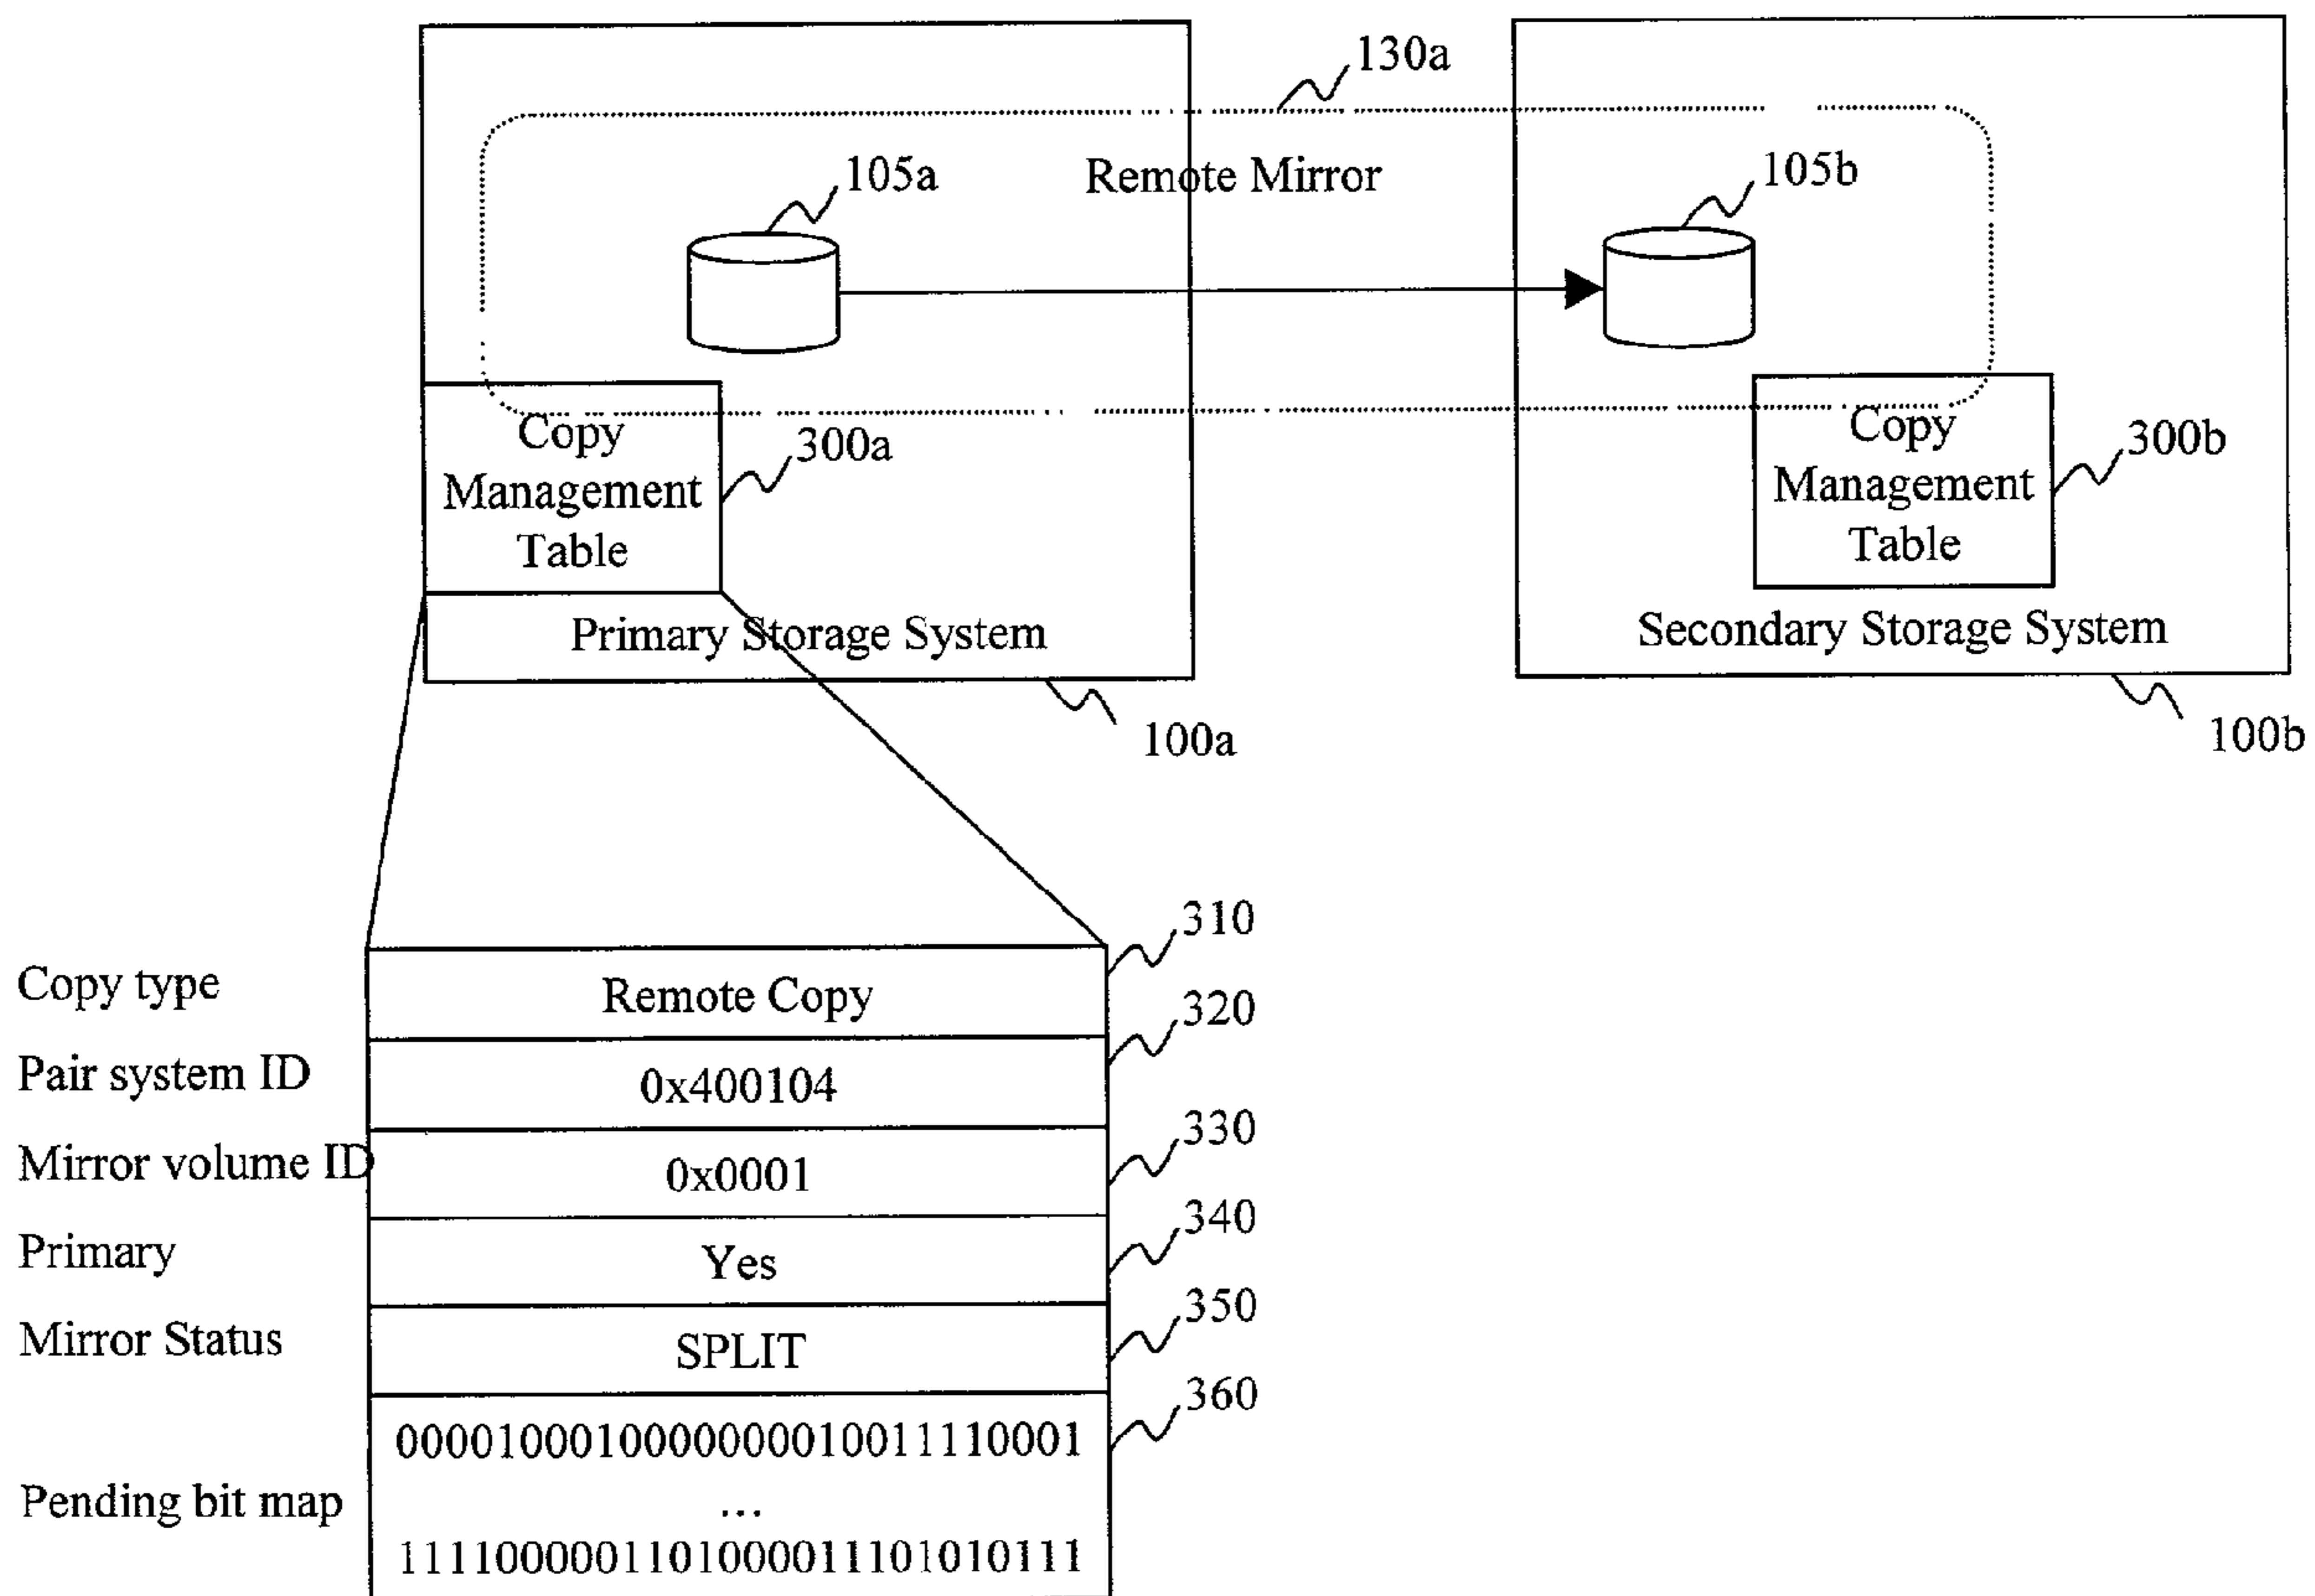 130a
Remote Mirror
105a
105b
Copy
Management
Table
300a
Copy
Management
Table
300b
Primary Storage System
Secondary Storage System
100a
100b
310
Copy type
Remote Copy
320
Pair system ID
0x400104
330
Mirror volume ID
0x0001
340
Primary
Yes
350
Mirror Status
SPLIT
360
0000100010000000010011110001
Pending bit map
...
1111000001101000011101010111